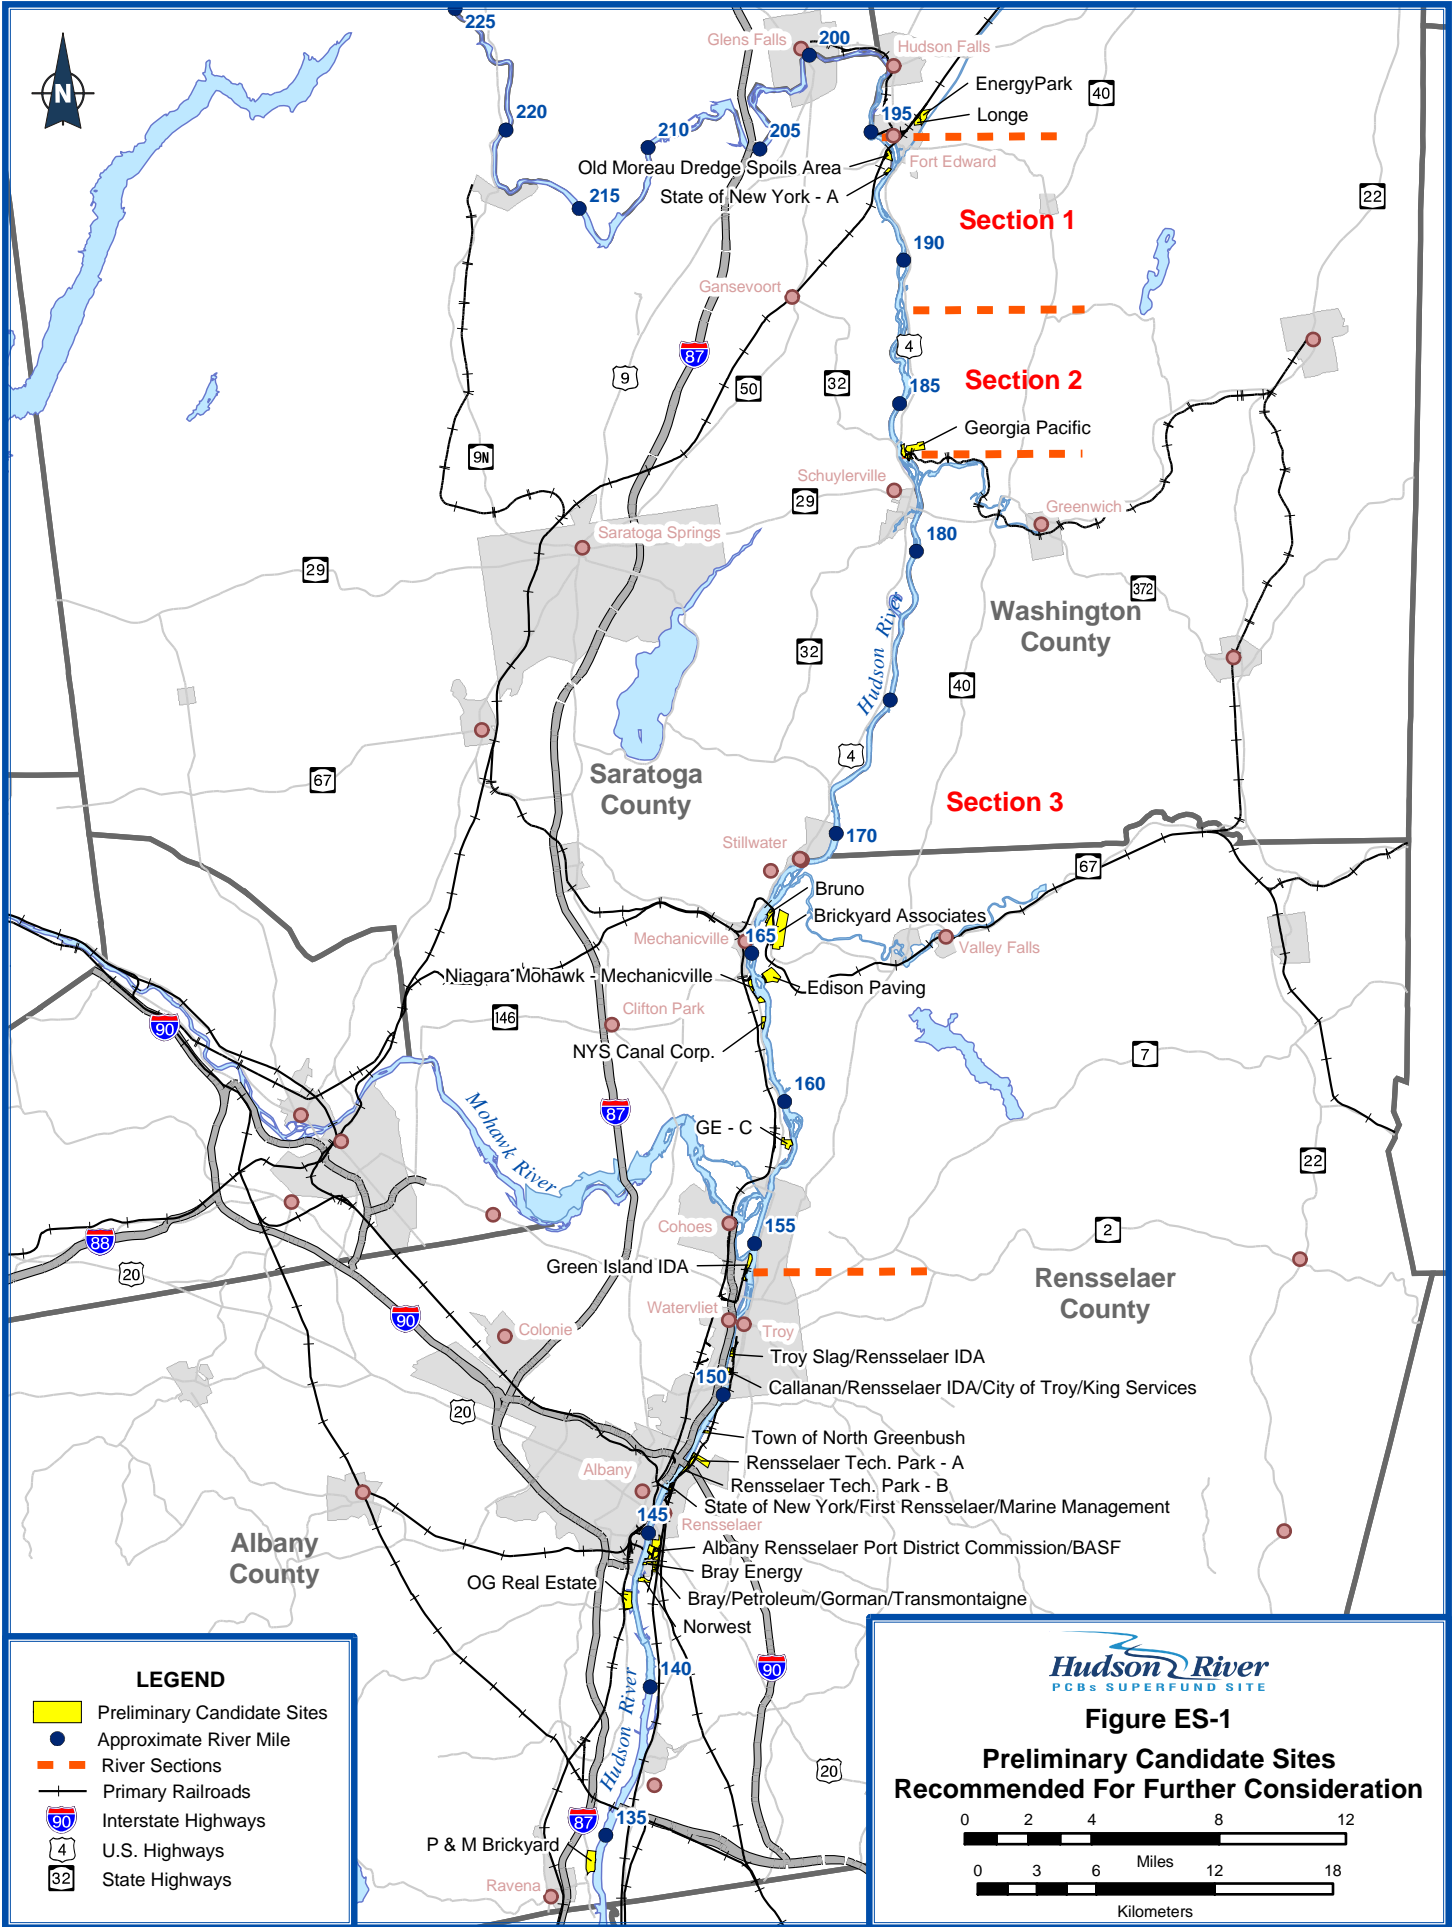 225
Glens Falls
200
Hudson Falls
N
EnergyPark
40
Longe
220
195
210
205
Old Moreau Dredge Spoils Area
Fort Edward
State of New York - A
215
22
Section 1
190
Gansevoort
4
87
9
50
32
185
Section 2
Georgia Pacific
9N
Schuylerville
29
Greenwich
Saratoga Springs
180
29
372
Washington
County
Hudson River
32
40
4
Saratoga
County
67
Section 3
170
Stillwater
67
Bruno
Brickyard Associates
Mechanicville
165
Valley Falls
Niagara Mohawk - Mechanicville
Edison Paving
146
Clifton Park
90
NYS Canal Corp.
7
160
87
Mohawk River
GE - C
22
Cohoes
155
2
88
20
Green Island IDA
Rensselaer
County
Watervliet
90
Colonie
Troy
Troy Slag/Rensselaer IDA
150
Callanan/Rensselaer IDA/City of Troy/King Services
20
Town of North Greenbush
Rensselaer Tech. Park - A
Albany
Rensselaer Tech. Park - B
State of New York/First Rensselaer/Marine Management
145
Rensselaer
Albany
County
Albany Rensselaer Port District Commission/BASF
Bray Energy
OG Real Estate
Bray/Petroleum/Gorman/Transmontaigne
Norwest
90
140
Hudson River
20
87
135
P & M Brickyard
Ravena
LEGEND
Preliminary Candidate Sites
Approximate River Mile
River Sections
Primary Railroads
90 Interstate Highways
4 U.S. Highways
32 State Highways
Hudson River
PCBs SUPERFUND SITE
Figure ES-1
Preliminary Candidate Sites
Recommended For Further Consideration
0 2 4 8 12
Miles
0 3 6 12 18
Kilometers